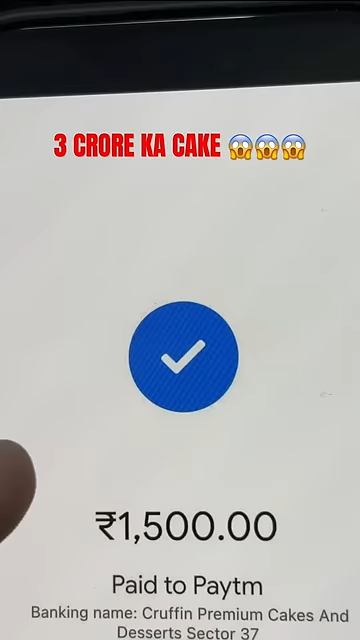 3 CRORE KA CAKE 😱😱😱
₹1,500.00
Paid to Paytm
Banking name: Cruffin Premium Cakes And
Desserts Sector 37